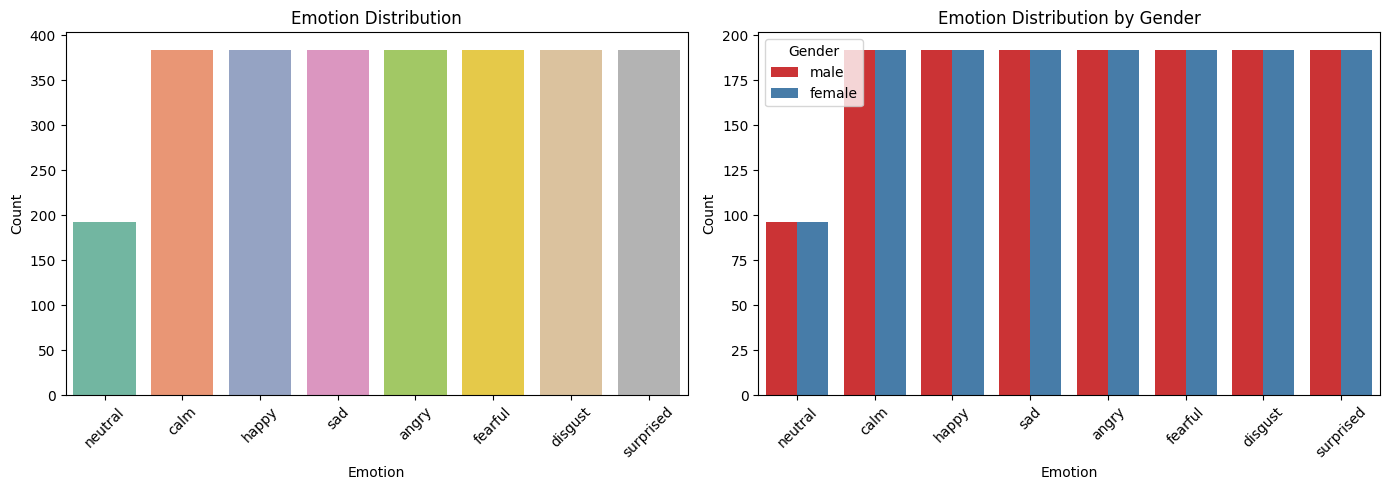 Emotion Distribution
400
350
300
250
200
150
100
50
0
Count
neutral
calm
happy
sad
angry
fearful
disgust
surprised
Emotion
Emotion Distribution by Gender
200
175
150
125
100
75
50
25
0
Count
Gender
male
female
neutral
calm
happy
sad
angry
fearful
disgust
surprised
Emotion